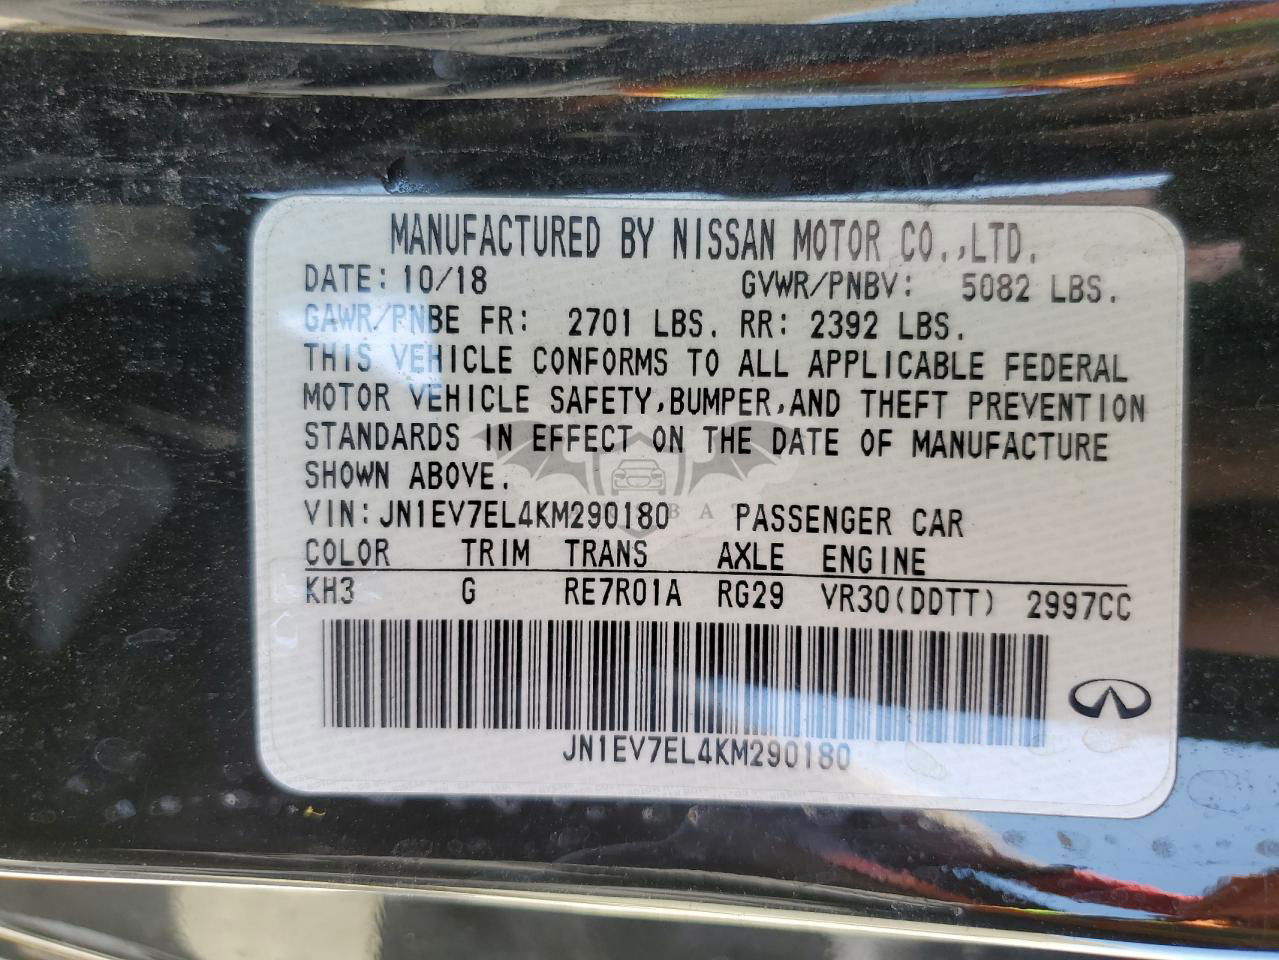 MANUFACTURED BY NISSAN MOTOR CO.,LTD.
DATE: 10/18 GVWR/PNBV: 5082 LBS.
GAWR/PNBE FR: 2701 LBS. RR: 2392 LBS.
THIS VEHICLE CONFORMS TO ALL APPLICABLE FEDERAL
MOTOR VEHICLE SAFETY,BUMPER,AND THEFT PREVENTION
STANDARDS IN EFFECT ON THE DATE OF MANUFACTURE
SHOWN ABOVE.
VIN: JN1EV7EL4KM290180 PASSENGER CAR
COLOR TRIM TRANS AXLE ENGINE
KH3 G RE7R01A RG29 VR30(DDTT) 2997CC
JN1EV7EL4KM290180